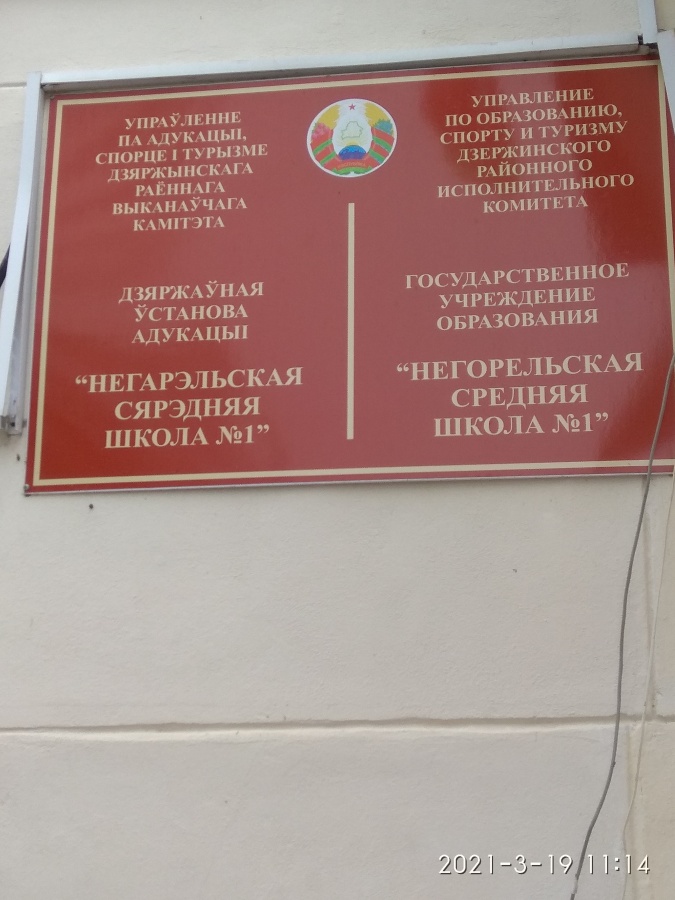 УПРАЎЛЕННЕ
ПА АДУКАЦЫІ,
СПОРЦЕ І ТУРЫЗМЕ
ДЗЯРЖЫНСКАГА
РАЁННАГА
ВЫКАНАЎЧАГА
КАМІТЭТА
ДЗЯРЖАЎНАЯ
ЎСТАНОВА
АДУКАЦЫІ
“НЕГАРЭЛЬСКАЯ
СЯРЭДНЯЯ
ШКОЛА №1”
УПРАВЛЕНИЕ
ПО ОБРАЗОВАНИЮ,
СПОРТУ И ТУРИЗМУ
ДЗЕРЖИНСКОГО
РАЙОННОГО
ИСПОЛНИТЕЛЬНОГО
КОМИТЕТА
ГОСУДАРСТВЕННОЕ
УЧРЕЖДЕНИЕ
ОБРАЗОВАНИЯ
“НЕГОРЕЛЬСКАЯ
СРЕДНЯЯ
ШКОЛА №1”
2021-3-19 11:14